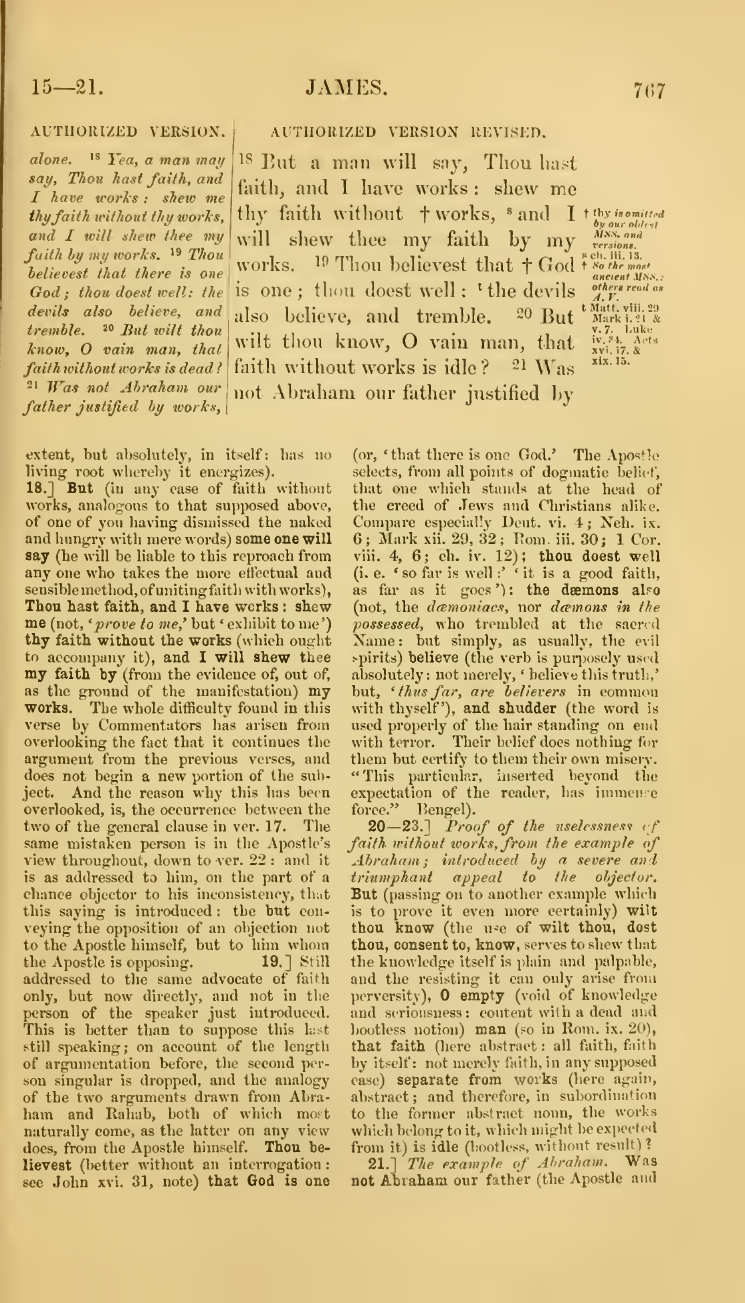 15—21.
JAMES.
767
AUTHORIZED VERSION.
alone. 18 Yea, a man may
say, Thou hast faith, and
I have works: shew me
thy faith without thy works,
and I will shew thee my
faith by my works. 19 Thou
believest that there is one
God; thou doest well: the
devils also believe, and
tremble. 20 But wilt thou
know, O vain man, that
faith without works is dead?
21 Was not Abraham our
father justified by works,
AUTHORIZED VERSION REVISED.
18 But a man will say, Thou hast
faith, and I have works: shew me
thy faith without † works, s and I
will shew thee my faith by my
works. 19 Thou believest that † God
is one; thou doest well: t the devils
also believe, and tremble. 20 But
wilt thou know, O vain man, that
faith without works is idle? 21 Was
not Abraham our father justified by
† thy is omitted
by our oldest
MSS. and
versions.
s ch. iii. 13.
† So the most
ancient MSS.:
others read as
A. V.
t Matt. viii. 29
Mark i. 24 &
v. 7. Luke
iv. 34. Acts
xvi. 17. &
xix. 15.
extent, but absolutely, in itself: has no
living root whereby it energizes).
18.] But (in any case of faith without
works, analogous to that supposed above,
of one of you having dismissed the naked
and hungry with mere words) some one will
say (he will be liable to this reproach from
any one who takes the more effectual and
sensible method, of uniting faith with works),
Thou hast faith, and I have works: shew
me (not, ‘prove to me,’ but ‘exhibit to me’)
thy faith without the works (which ought
to accompany it), and I will shew thee
my faith by (from the evidence of, out of,
as the ground of the manifestation) my
works. The whole difficulty found in this
verse by Commentators has arisen from
overlooking the fact that it continues the
argument from the previous verses, and
does not begin a new portion of the sub-
ject. And the reason why this has been
overlooked, is, the occurrence between the
two of the general clause in ver. 17. The
same mistaken person is in the Apostle's
view throughout, down to ver. 22: and it
is as addressed to him, on the part of a
chance objector to his inconsistency, that
this saying is introduced: the but con-
veying the opposition of an objection not
to the Apostle himself, but to him whom
the Apostle is opposing. 19.] Still
addressed to the same advocate of faith
only, but now directly, and not in the
person of the speaker just introduced.
This is better than to suppose this last
still speaking; on account of the length
of argumentation before, the second per-
son singular is dropped, and the analogy
of the two arguments drawn from Abra-
ham and Rahab, both of which most
naturally come, as the latter on any view
does, from the Apostle himself. Thou be-
lievest (better without an interrogation:
see John xvi. 31, note) that God is one
(or, ‘that there is one God.’ The Apostle
selects, from all points of dogmatic belief,
that one which stands at the head of
the creed of Jews and Christians alike.
Compare especially Deut. vi. 4; Neh. ix.
6; Mark xii. 29, 32; Rom. iii. 30; 1 Cor.
viii. 4, 6; ch. iv. 12); thou doest well
(i. e. ‘so far is well:’ ‘it is a good faith,
as far as it goes’): the dæmons also
(not, the dæmoniacs, nor dæmons in the
possessed, who trembled at the sacred
Name: but simply, as usually, the evil
spirits) believe (the verb is purposely used
absolutely: not merely, ‘believe this truth,’
but, ‘thus far, are believers in common
with thyself’), and shudder (the word is
used properly of the hair standing on end
with terror. Their belief does nothing for
them but certify to them their own misery.
“This particular, inserted beyond the
expectation of the reader, has immense
force.” Bengel).
20—23.] Proof of the uselessness of
faith without works, from the example of
Abraham; introduced by a severe and
triumphant appeal to the objector.
But (passing on to another example which
is to prove it even more certainly) wilt
thou know (the use of wilt thou, dost
thou, consent to, know, serves to shew that
the knowledge itself is plain and palpable,
and the resisting it can only arise from
perversity), O empty (void of knowledge
and seriousness: content with a dead and
bootless notion) man (so in Rom. ix. 20),
that faith (here abstract: all faith, faith
by itself: not merely faith, in any supposed
case) separate from works (here again,
abstract; and therefore, in subordination
to the former abstract noun, the works
which belong to it, which might be expected
from it) is idle (bootless, without result)?
21.] The example of Abraham. Was
not Abraham our father (the Apostle and